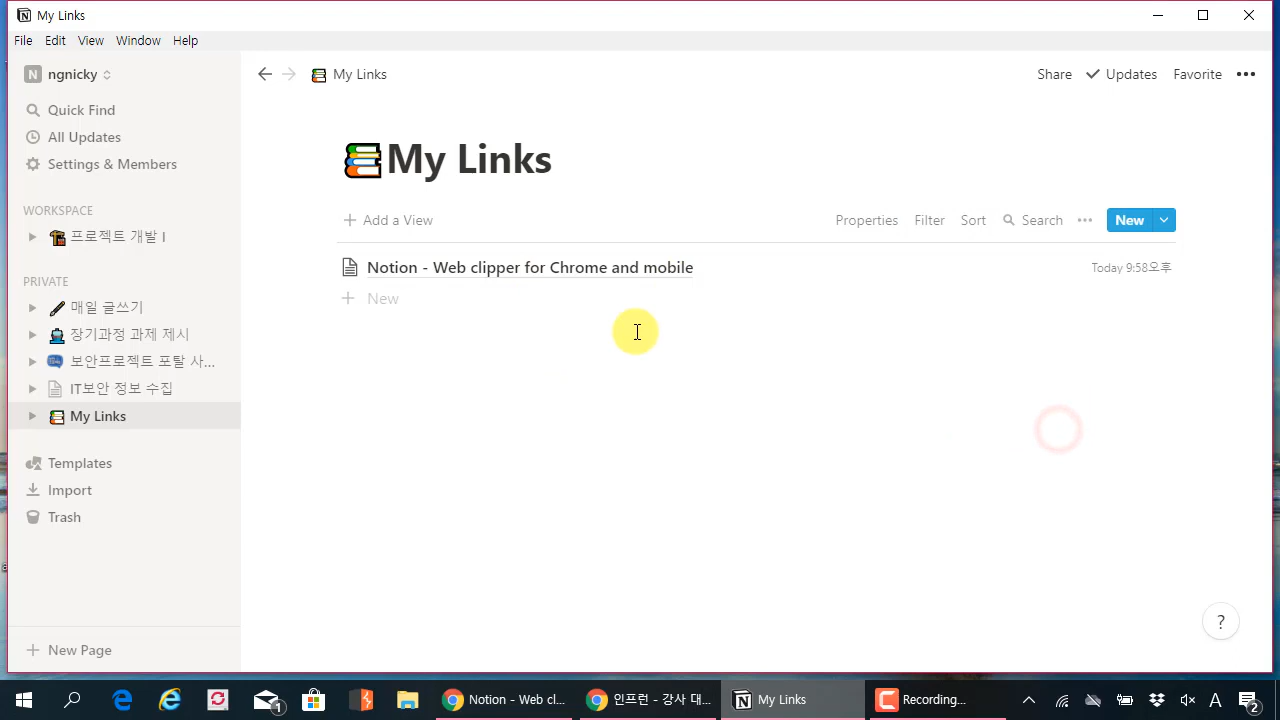 My Links
File Edit View Window Help
N ngnicky
Quick Find
All Updates
Settings & Members
WORKSPACE
프로젝트 개발 I
PRIVATE
매일 글쓰기
장기과정 과제 제시
보안프로젝트 포탈 사...
IT보안 정보 수집
My Links
Templates
Import
Trash
New Page
My Links
Share Updates Favorite
My Links
Add a View
Properties Filter Sort Search New
Notion - Web clipper for Chrome and mobile
Today 9:58오후
New
?
Notion - Web cl... 인프런 - 강사 대... My Links Recording...
1
A
2